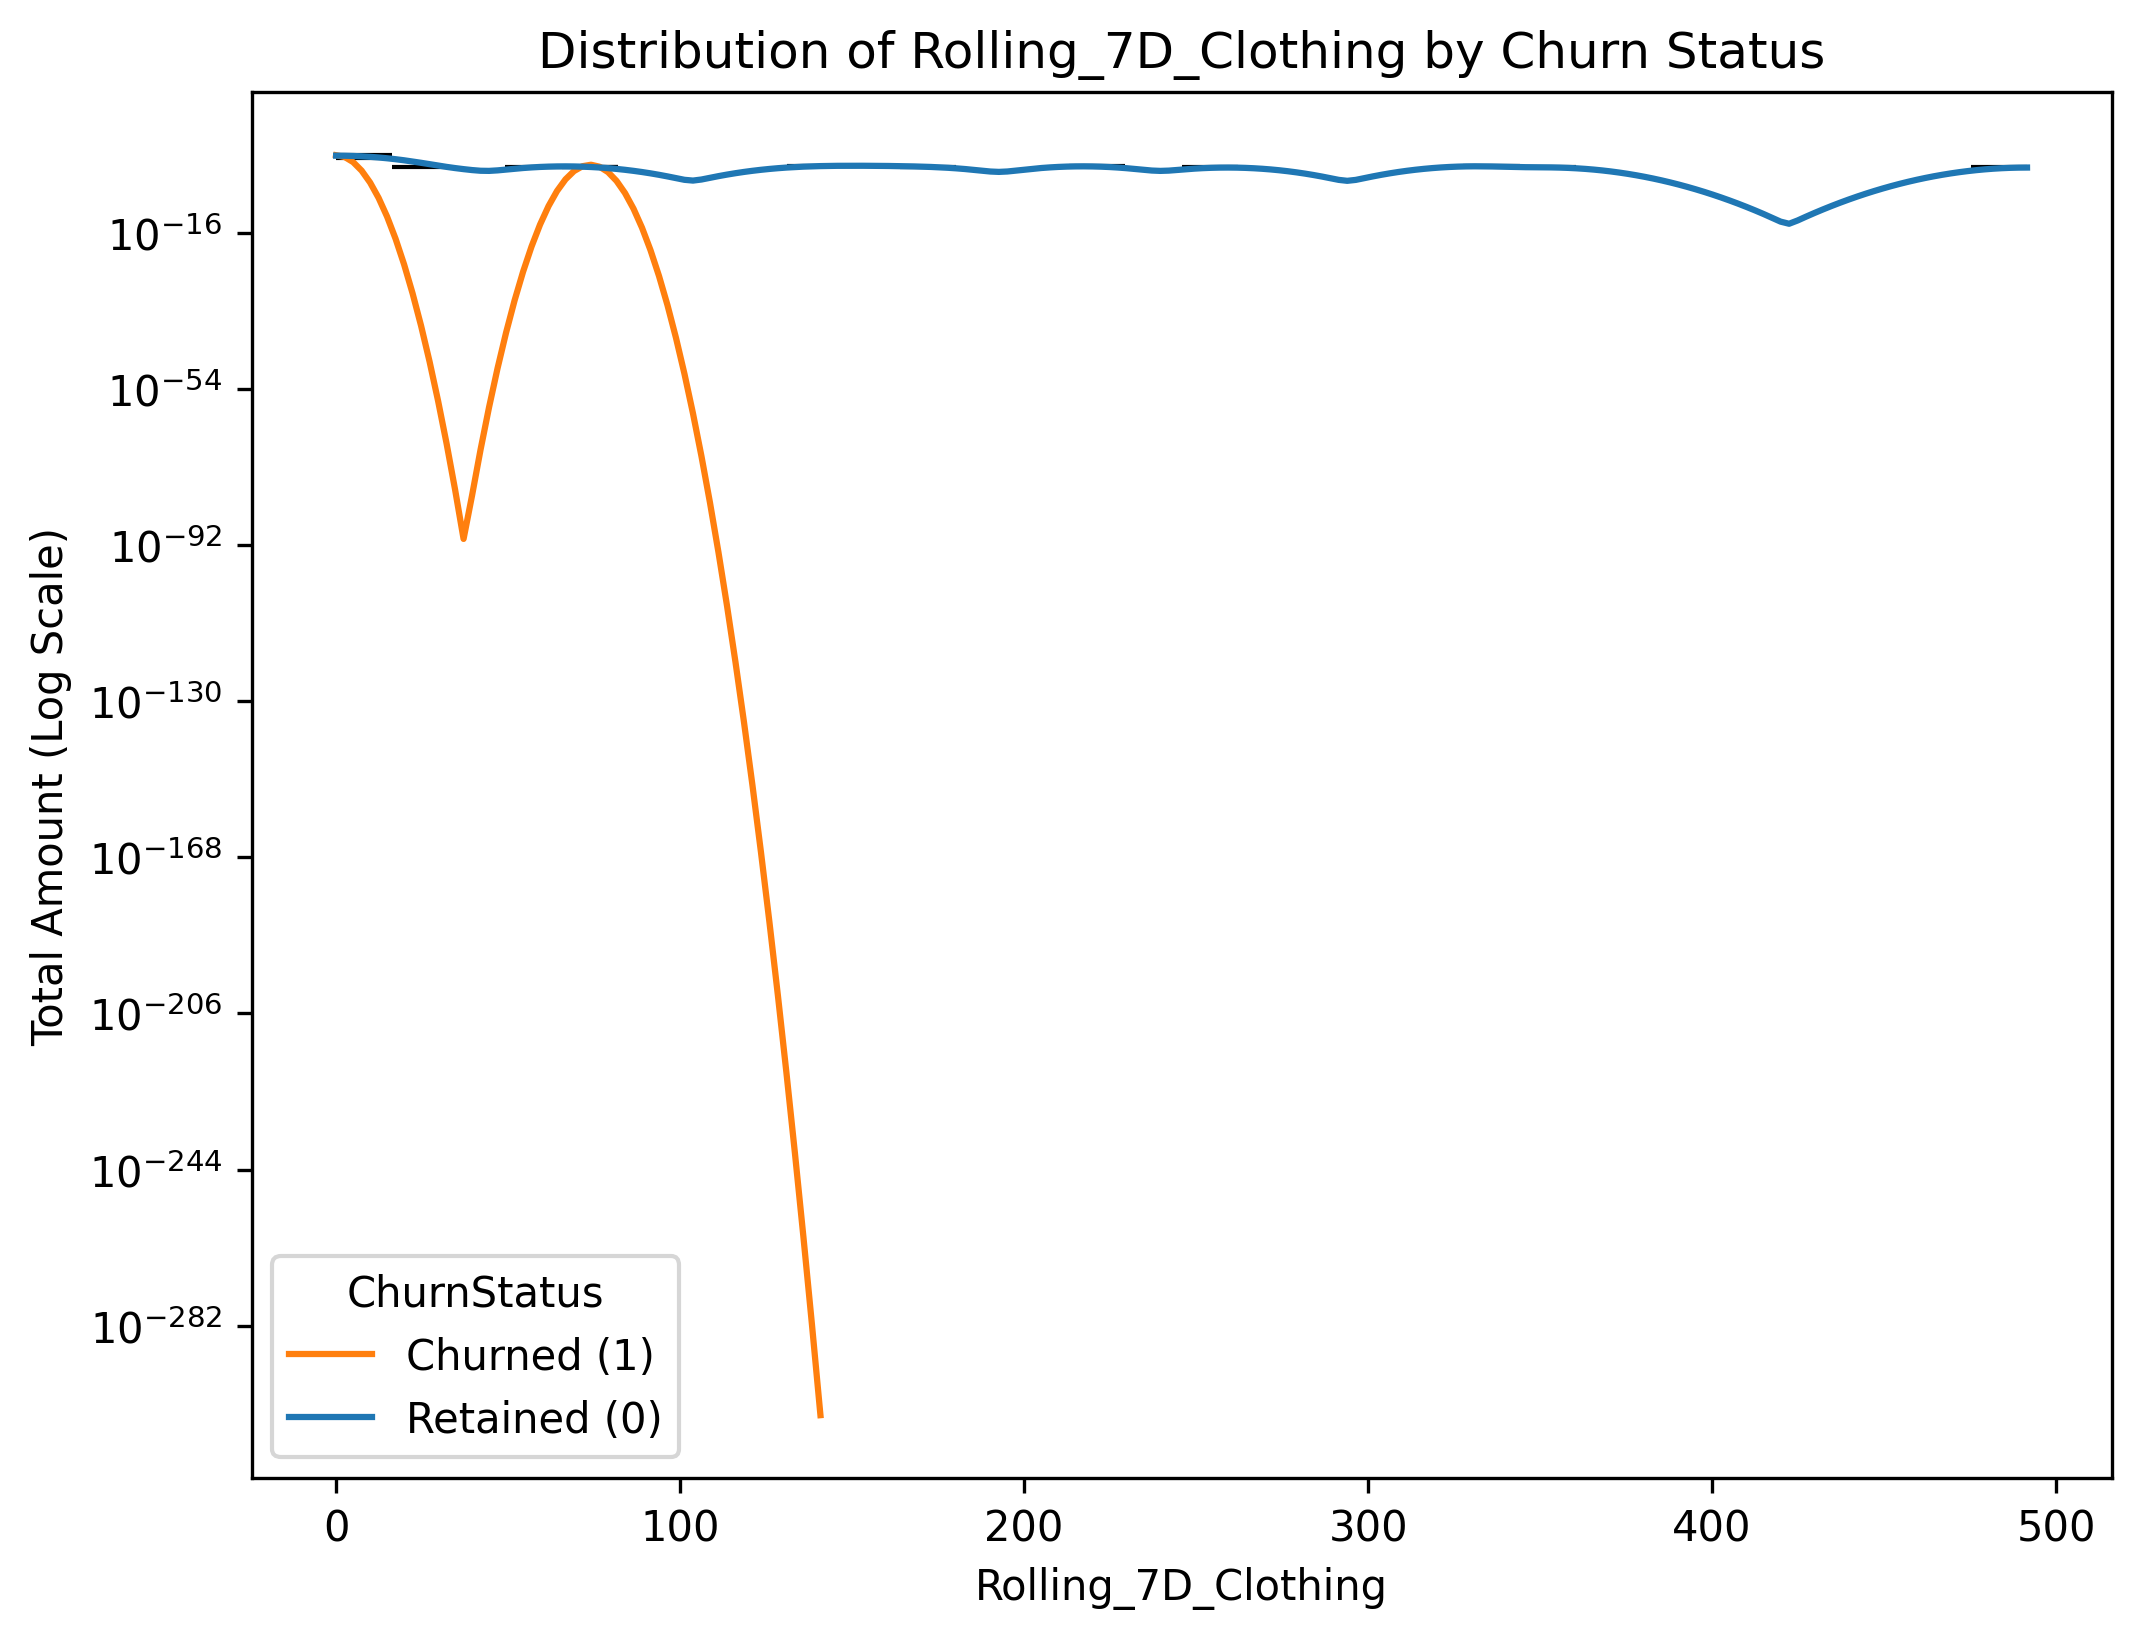 Distribution of Rolling_7D_Clothing by Churn Status
Total Amount (Log Scale)
10⁻¹⁶
10⁻⁵⁴
10⁻⁹²
10⁻¹³⁰
10⁻¹⁶⁸
10⁻²⁰⁶
10⁻²⁴⁴
10⁻²⁸²
ChurnStatus
Churned (1)
Retained (0)
0 100 200 300 400 500
Rolling_7D_Clothing